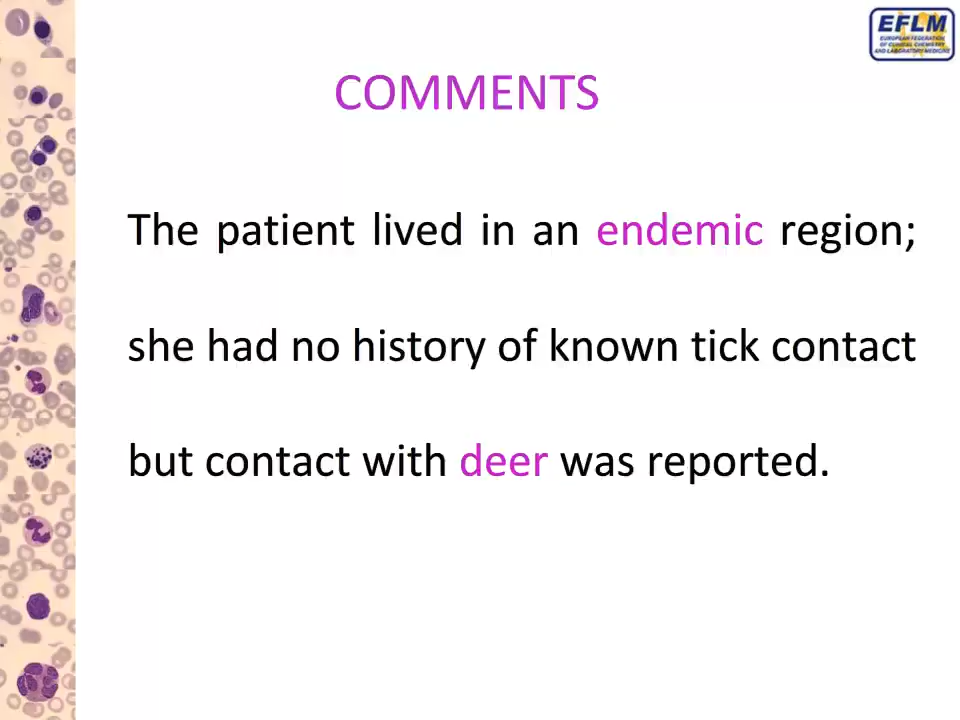 EFLM
EUROPEAN FEDERATION
OF CLINICAL CHEMISTRY
AND LABORATORY MEDICINE
COMMENTS
The patient lived in an endemic region;
she had no history of known tick contact
but contact with deer was reported.